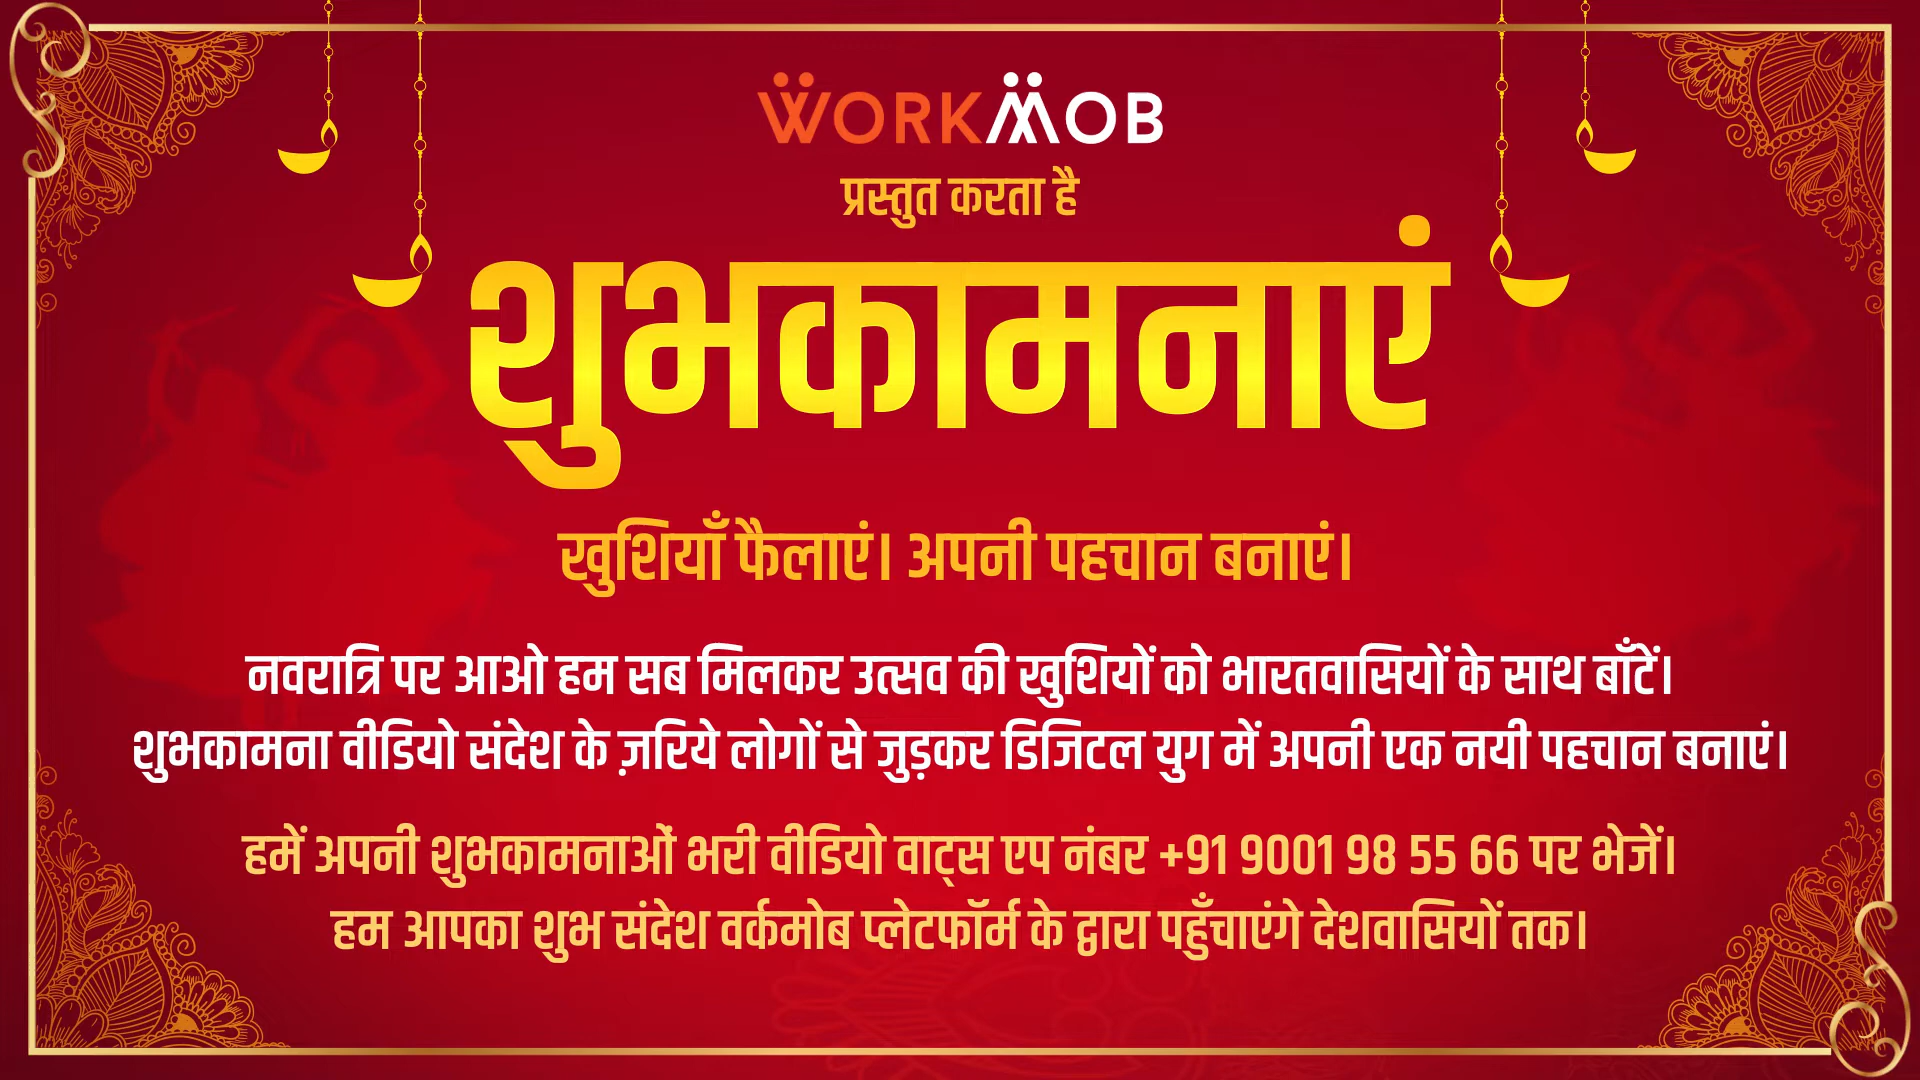 WORKMOB
प्रस्तुत करता है
शुभकामनाएं
खुशियाँ फैलाएं। अपनी पहचान बनाएं।
नवरात्रि पर आओ हम सब मिलकर उत्सव की खुशियों को भारतवासियों के साथ बाँटें।
शुभकामना वीडियो संदेश के ज़रिये लोगों से जुड़कर डिजिटल युग में अपनी एक नयी पहचान बनाएं।
हमें अपनी शुभकामनाओं भरी वीडियो वाट्स एप नंबर +91 9001 98 55 66 पर भेजें।
हम आपका शुभ संदेश वर्कमोब प्लेटफॉर्म के द्वारा पहुँचाएंगे देशवासियों तक।